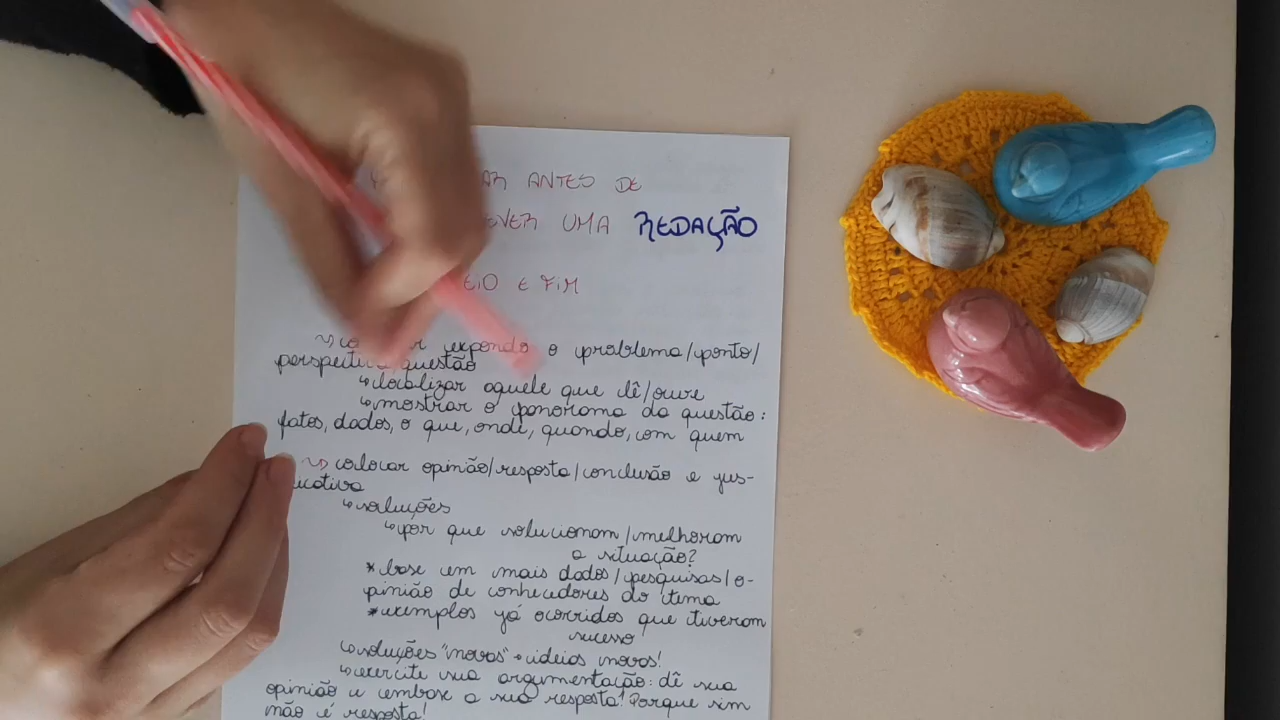 ANTES DE
UMA REDAÇÃO
E FIM
expondo o problema/ponto/
perspectiva/questão
↳localizar aquele que lê/ouve
↳mostrar o panorama da questão:
fatos, dados, o que, onde, quando, com quem
~> colocar opinião/resposta/conclusão e jus-
↳soluções
↳por que solucionam/melhoram
a situação?
*base em mais dados/pesquisas/o-
pinião de conhecedores do tema
*exemplos já ocorridos que tiveram
sucesso
↳soluções "novas" → ideias novas!
↳exercite sua argumentação: dê sua
opinião e embase a sua resposta! Porque sim
não é resposta!